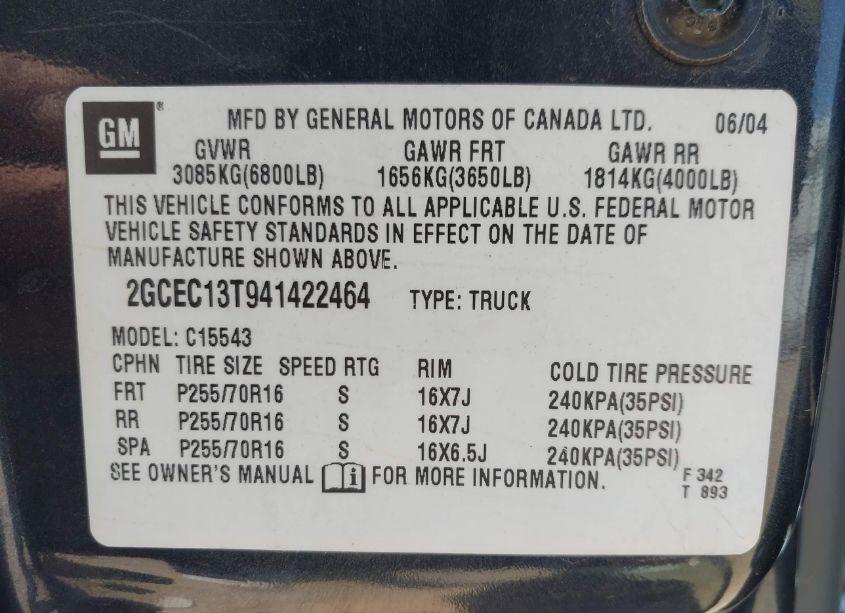 GM®
MFD BY GENERAL MOTORS OF CANADA LTD. 06/04
GVWR GAWR FRT GAWR RR
3085KG(6800LB) 1656KG(3650LB) 1814KG(4000LB)
THIS VEHICLE CONFORMS TO ALL APPLICABLE U.S. FEDERAL MOTOR
VEHICLE SAFETY STANDARDS IN EFFECT ON THE DATE OF
MANUFACTURE SHOWN ABOVE.
2GCEC13T941422464 TYPE: TRUCK
MODEL: C15543
CPHN TIRE SIZE SPEED RTG RIM COLD TIRE PRESSURE
FRT P255/70R16 S 16X7J 240KPA(35PSI)
RR P255/70R16 S 16X7J 240KPA(35PSI)
SPA P255/70R16 S 16X6.5J 240KPA(35PSI)
SEE OWNER'S MANUAL i FOR MORE INFORMATION.
F 342
T 893